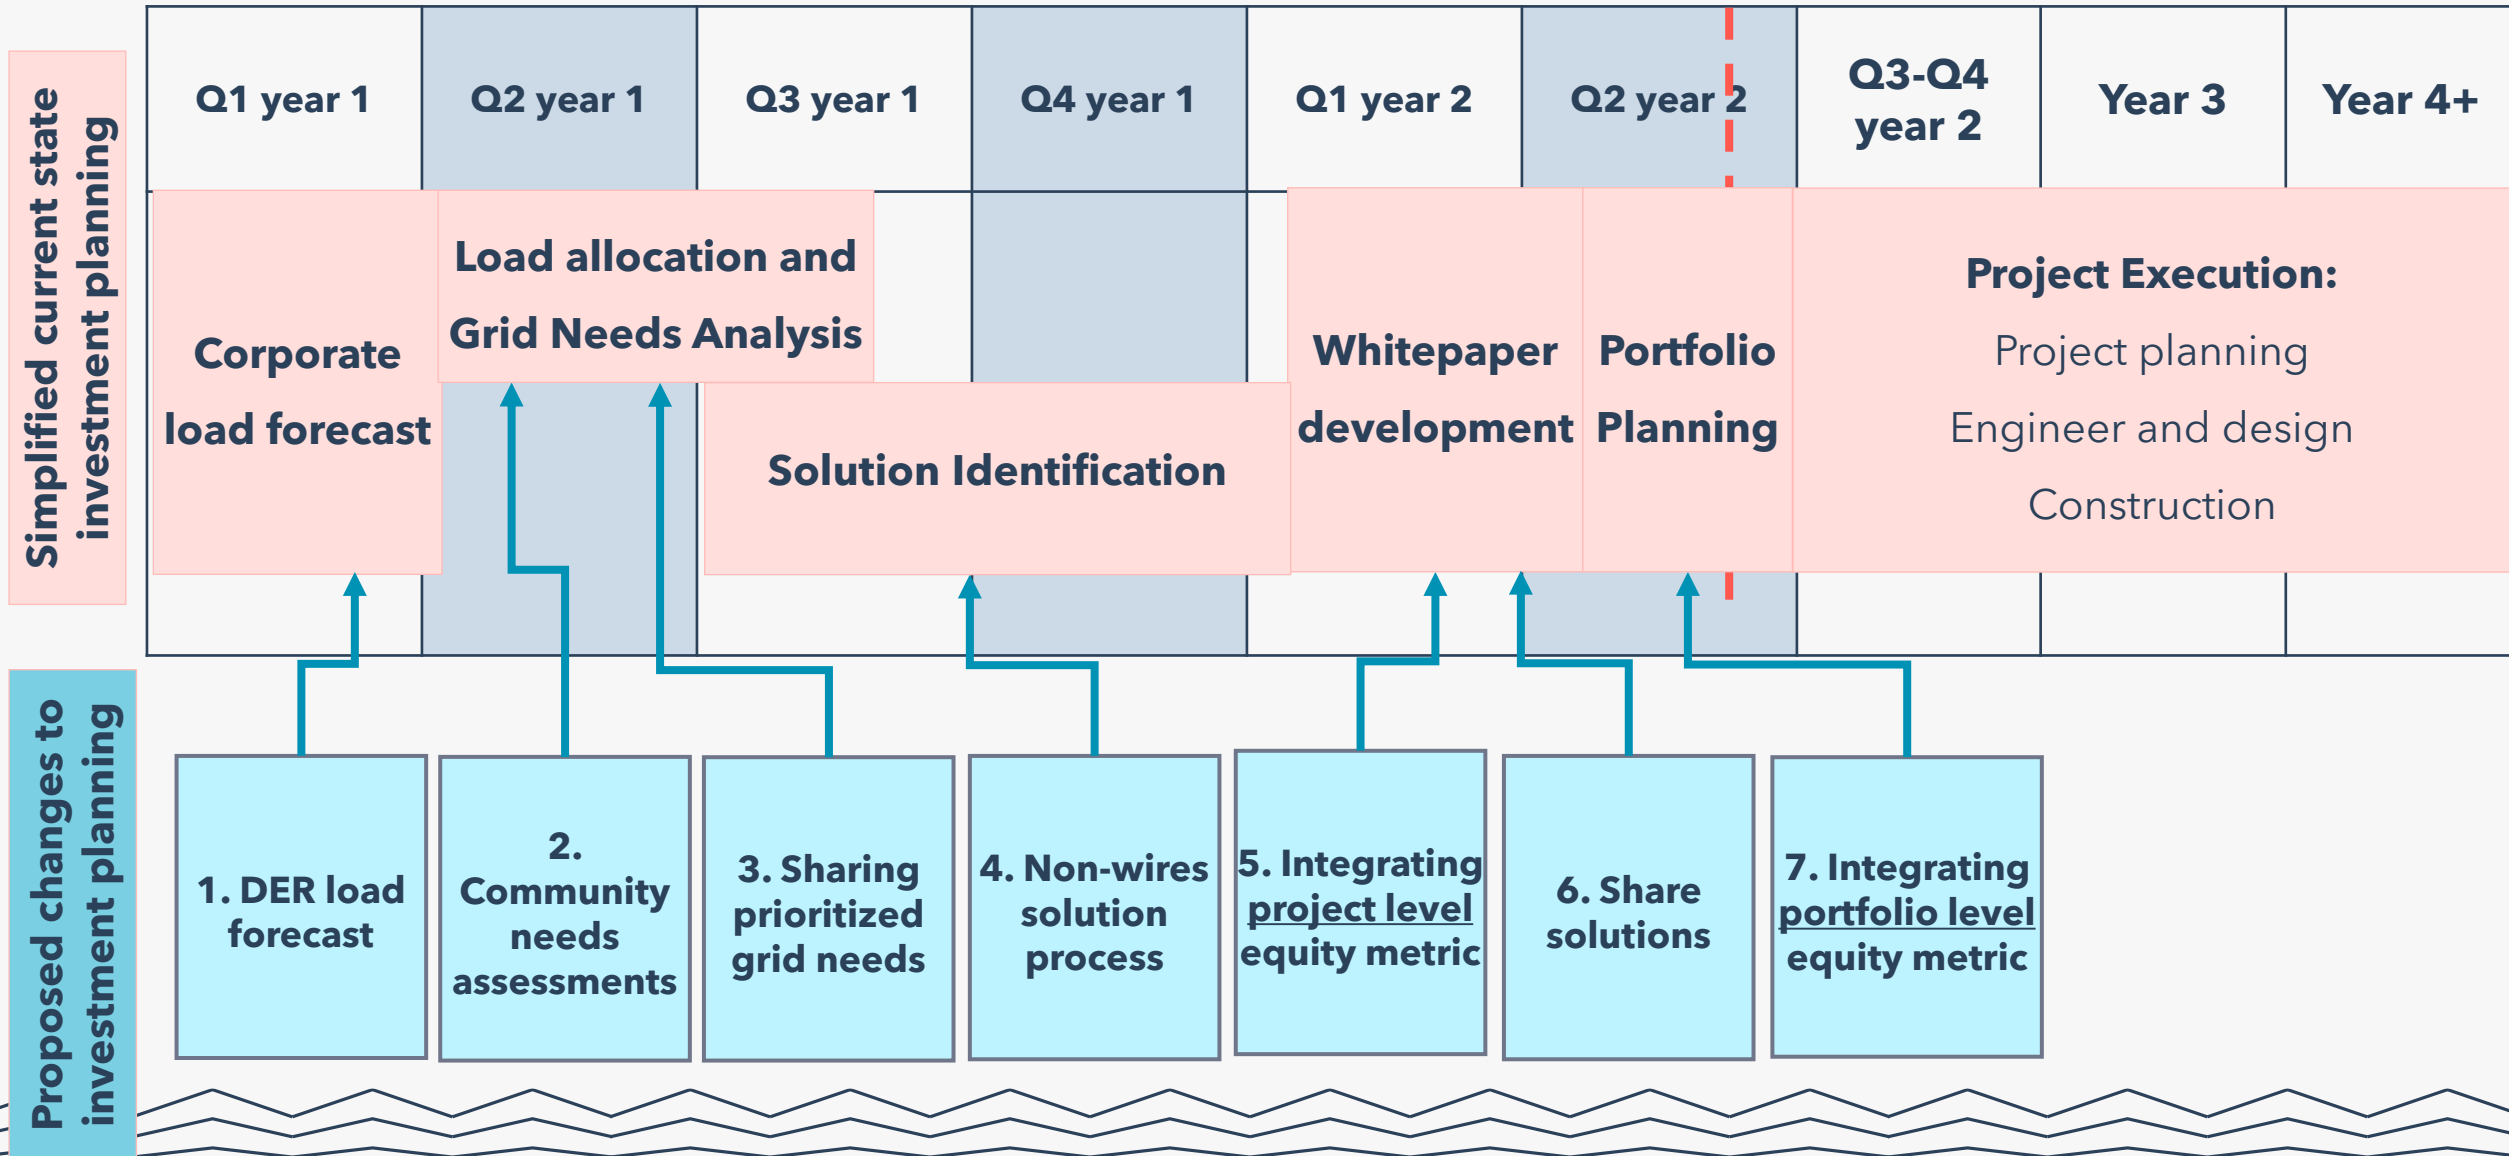 Simplified current state
investment planning
Q1 year 1
Q2 year 1
Q3 year 1
Q4 year 1
Q1 year 2
Q2 year 2
Q3-Q4
year 2
Year 3
Year 4+
Corporate
load forecast
Load allocation and
Grid Needs Analysis
Solution Identification
Whitepaper
development
Portfolio
Planning
Project Execution:
Project planning
Engineer and design
Construction
Proposed changes to
investment planning
1. DER load
forecast
2.
Community
needs
assessments
3. Sharing
prioritized
grid needs
4. Non-wires
solution
process
5. Integrating
project level
equity metric
6. Share
solutions
7. Integrating
portfolio level
equity metric